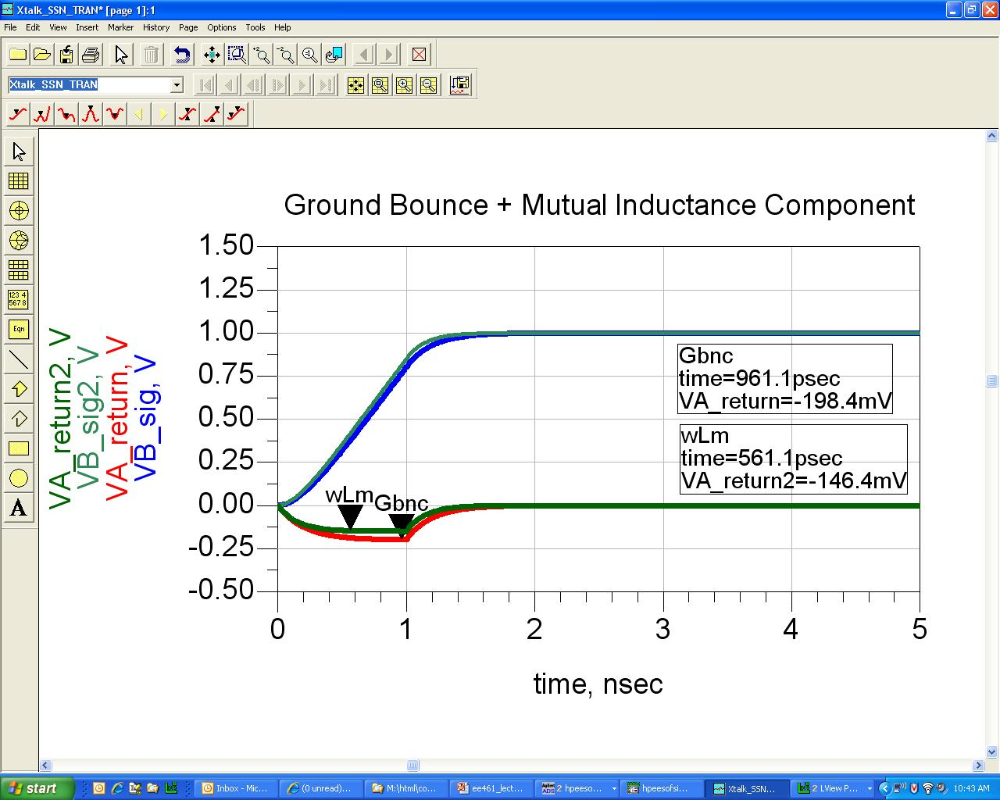 Xtalk_SSN_TRAN* [page 1]:1
File Edit View Insert Marker History Page Options Tools Help
Xtalk_SSN_TRAN
123 4
567 8
Eqn
A
Ground Bounce + Mutual Inductance Component
1.50
1.25
1.00
0.75
0.50
0.25
0.00
-0.25
-0.50
VA_return2, V
VB_sig2, V
VA_return, V
VB_sig, V
Gbnc
time=961.1psec
VA_return=-198.4mV
wLm
time=561.1psec
VA_return2=-146.4mV
wLm
Gbnc
0 1 2 3 4 5
time, nsec
start Inbox - Mic... (0 unread)... M:\html\co... ee461_lect... 2 hpeeso... hpeesofsi... Xtalk_SSN... 2 LView P... 10:43 AM